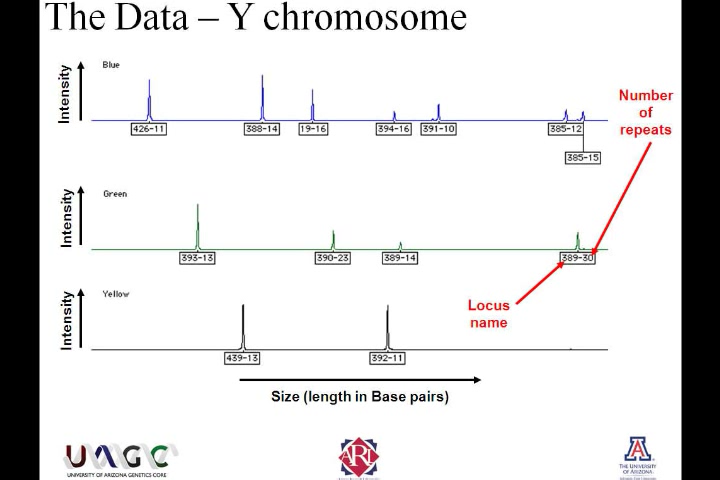 The Data – Y chromosome
Intensity
Blue
426-11
388-14
19-16
394-16
391-10
385-12
385-15
Number
of
repeats
Intensity
Green
393-13
390-23
389-14
389-30
Locus
name
Intensity
Yellow
439-13
392-11
Size (length in Base pairs)
UAGC
UNIVERSITY OF ARIZONA GENETICS CORE
ARL
A
THE UNIVERSITY
OF ARIZONA